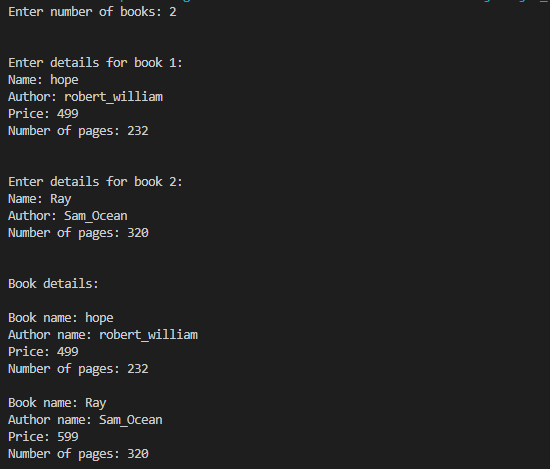 Enter number of books: 2
Enter details for book 1:
Name: hope
Author: robert_william
Price: 499
Number of pages: 232
Enter details for book 2:
Name: Ray
Author: Sam_Ocean
Number of pages: 320
Book details:
Book name: hope
Author name: robert_william
Price: 499
Number of pages: 232
Book name: Ray
Author name: Sam_Ocean
Price: 599
Number of pages: 320